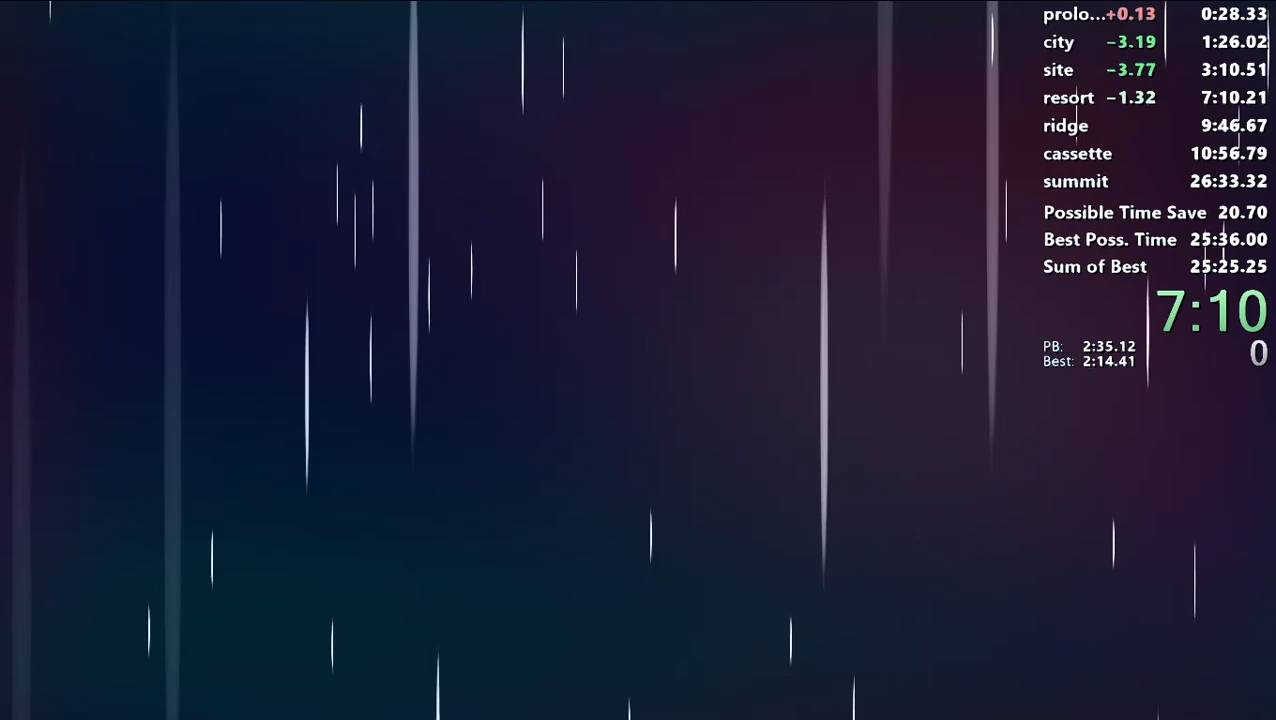 prolo... +0.13 0:28.33
city -3.19 1:26.02
site -3.77 3:10.51
resort -1.32 7:10.21
ridge 9:46.67
cassette 10:56.79
summit 26:33.32
Possible Time Save 20.70
Best Poss. Time 25:36.00
Sum of Best 25:25.25
7:10
PB: 2:35.12
0
Best: 2:14.41